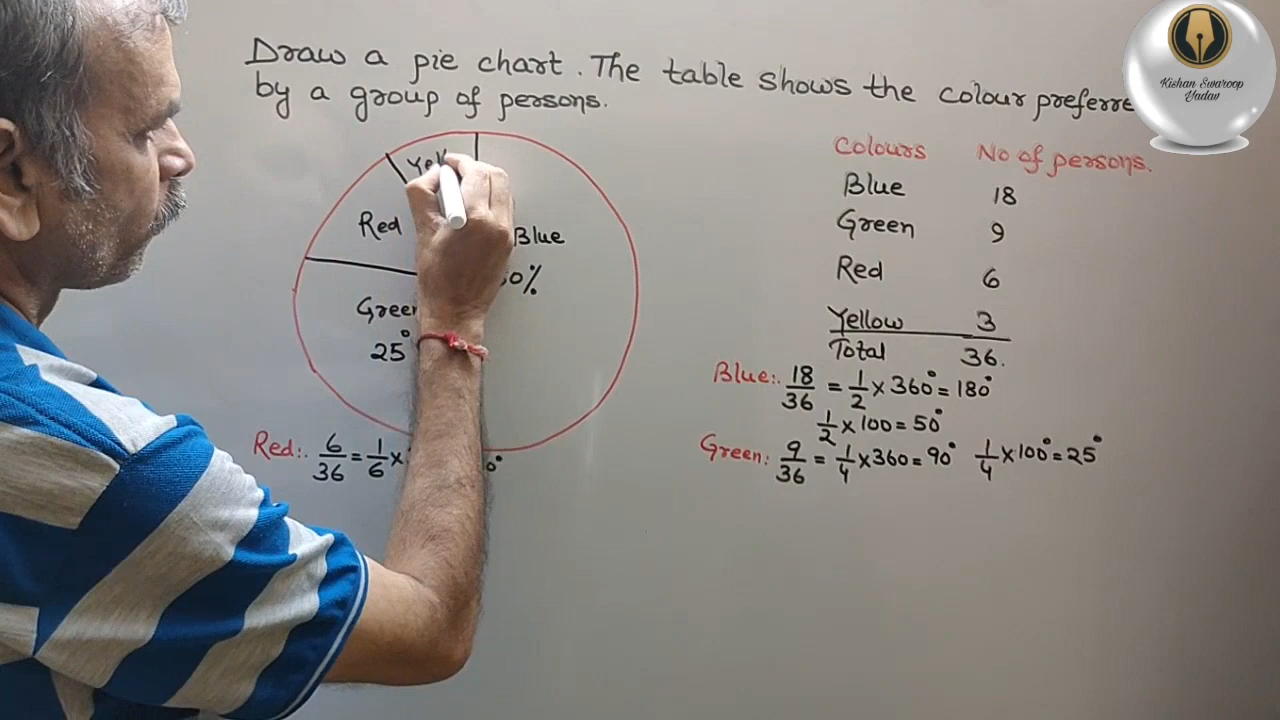 Draw a pie chart. The table shows the colour preferre
by a group of persons.
Kishan Swaroop
Yadav
Colours No of persons.
Blue 18
Green 9
Red 6
Yellow 3
Total 36.
Yell
Red
Blue
0%
Green
25°
Blue:. 18/36 = 1/2 × 360° = 180°
1/2 × 100 = 50°
Green: 9/36 = 1/4 × 360 = 90° 1/4 × 100° = 25°
Red:. 6/36 = 1/6 × 0°